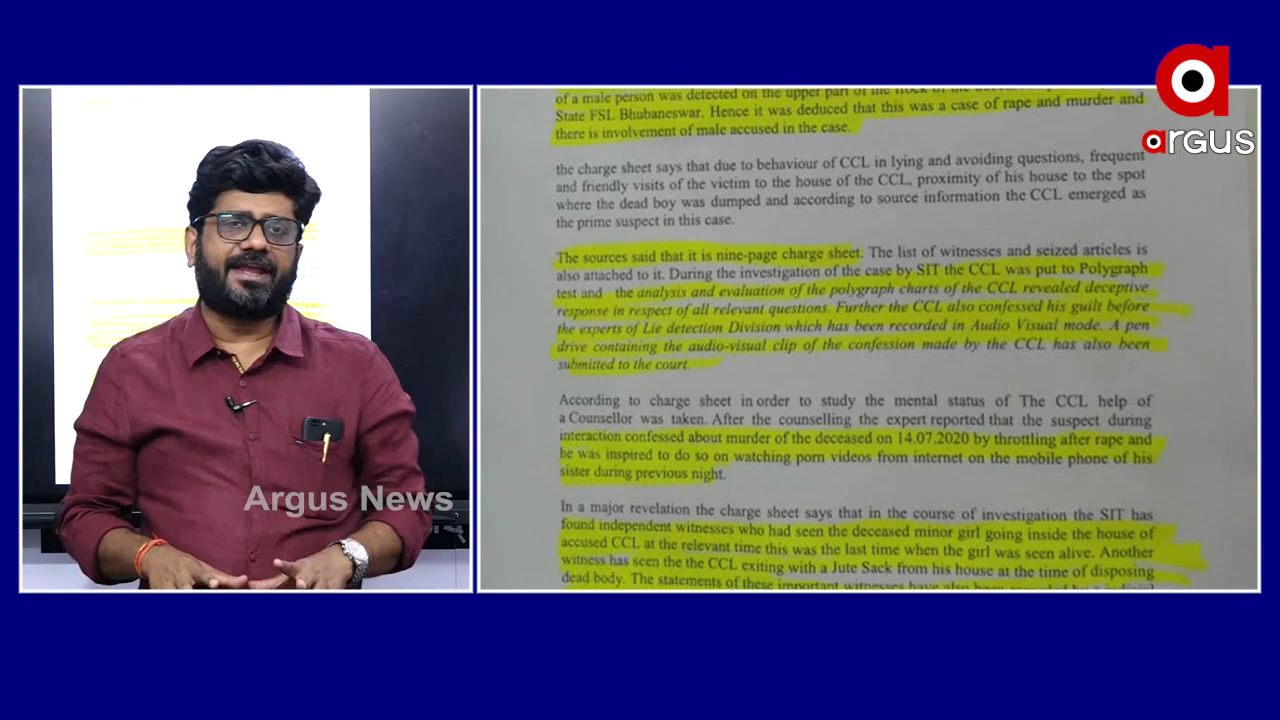 argus
of a male person was detected on the upper part of the frock of the
State FSL Bhubaneswar. Hence it was deduced that this was a case of rape and murder and
there is involvement of male accused in the case.
the charge sheet says that due to behaviour of CCL in lying and avoiding questions, frequent
and friendly visits of the victim to the house of the CCL, proximity of his house to the spot
where the dead boy was dumped and according to source information the CCL emerged as
the prime suspect in this case.
The sources said that it is nine-page charge sheet. The list of witnesses and seized articles is
also attached to it. During the investigation of the case by SIT the CCL was put to Polygraph
test and the analysis and evaluation of the polygraph charts of the CCL revealed deceptive
response in respect of all relevant questions. Further the CCL also confessed his guilt before
the experts of Lie detection Division which has been recorded in Audio Visual mode. A pen
drive containing the audio-visual clip of the confession made by the CCL has also been
submitted to the court.
According to charge sheet in order to study the mental status of The CCL help of
a Counsellor was taken. After the counselling the expert reported that the suspect during
interaction confessed about murder of the deceased on 14.07.2020 by throttling after rape and
he was inspired to do so on watching porn videos from internet on the mobile phone of his
sister during previous night.
In a major revelation the charge sheet says that in the course of investigation the SIT has
found independent witnesses who had seen the deceased minor girl going inside the house of
accused CCL at the relevant time this was the last time when the girl was seen alive. Another
witness has seen the the CCL exiting with a Jute Sack from his house at the time of disposing
dead body. The statements of these important witnesses have also been
Argus News